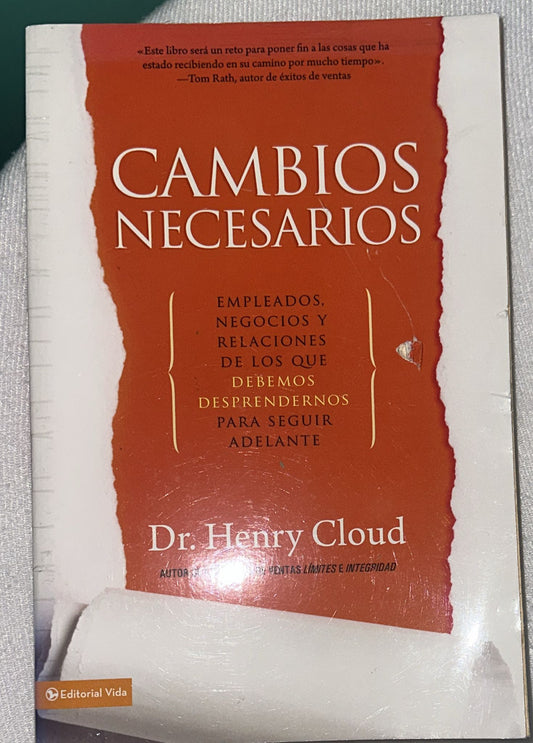 «Este libro será un reto para poner fin a las cosas que ha
estado recibiendo en su camino por mucho tiempo».
—Tom Rath, autor de éxitos de ventas
CAMBIOS
NECESARIOS
EMPLEADOS,
NEGOCIOS Y
RELACIONES
DE LOS QUE
DEBEMOS
DESPRENDERNOS
PARA SEGUIR
ADELANTE
Dr. Henry Cloud
AUTOR VENTAS LÍMITES E INTEGRIDAD
Editorial Vida